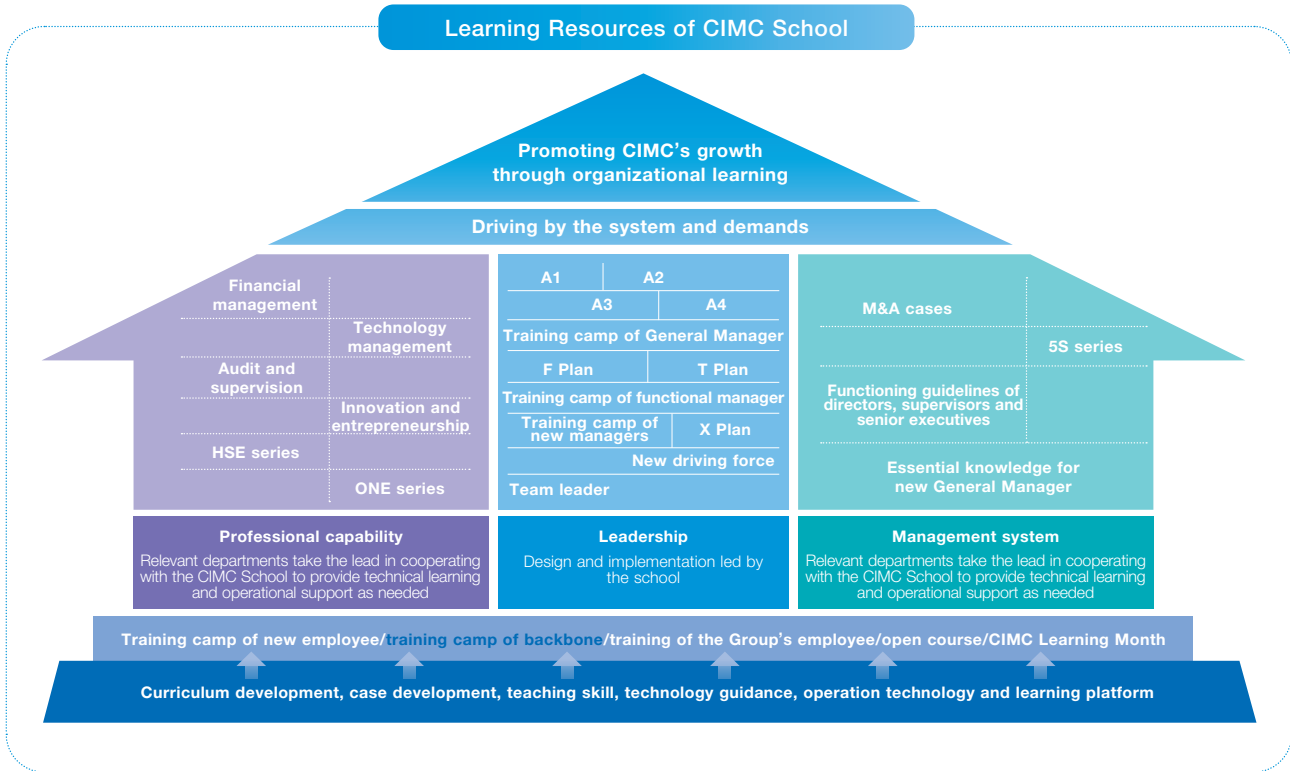 Learning Resources of CIMC School
Promoting CIMC's growth
through organizational learning
Driving by the system and demands
Financial
management
Technology
management
Audit and
supervision
Innovation and
entrepreneurship
HSE series
ONE series
Professional capability
Relevant departments take the lead in cooperating
with the CIMC School to provide technical learning
and operational support as needed
A1
A2
A3
A4
Training camp of General Manager
F Plan
T Plan
Training camp of functional manager
Training camp of
new managers
X Plan
New driving force
Team leader
Leadership
Design and implementation led by
the school
M&A cases
5S series
Functioning guidelines of
directors, supervisors and
senior executives
Essential knowledge for
new General Manager
Management system
Relevant departments take the lead in cooperating
with the CIMC School to provide technical learning
and operational support as needed
Training camp of new employee/training camp of backbone/training of the Group's employee/open course/CIMC Learning Month
Curriculum development, case development, teaching skill, technology guidance, operation technology and learning platform